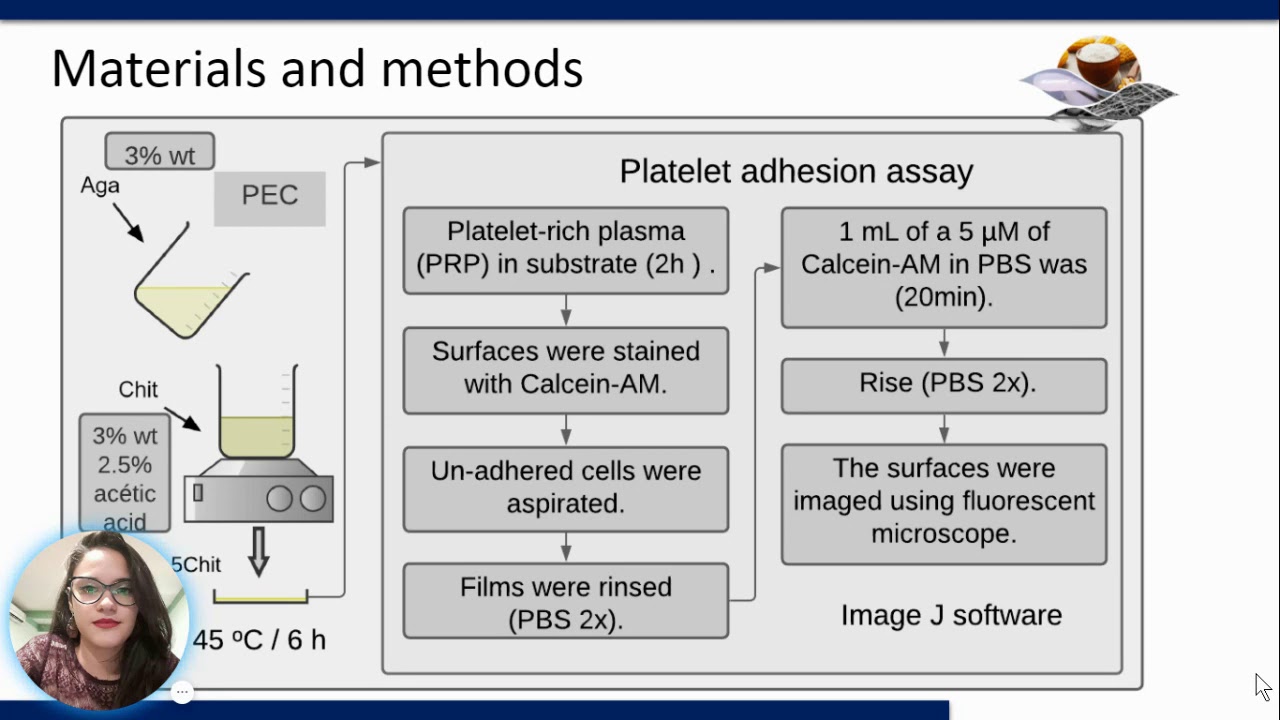 Materials and methods
3% wt
Aga
PEC
Chit
3% wt
2.5%
acétic
acid
5Chit
45 ºC / 6 h
Platelet adhesion assay
Platelet-rich plasma
(PRP) in substrate (2h ) .
Surfaces were stained
with Calcein-AM.
Un-adhered cells were
aspirated.
Films were rinsed
(PBS 2x).
1 mL of a 5 µM of
Calcein-AM in PBS was
(20min).
Rise (PBS 2x).
The surfaces were
imaged using fluorescent
microscope.
Image J software